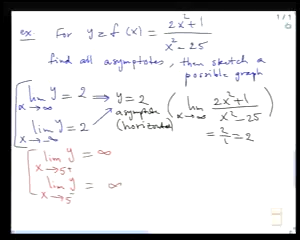 1/1
ex: For y = f(x) = (2x²+1)/(x²-25)
find all asymptotes, then sketch a
possible graph
lim y = 2 ⟹ y = 2
x→∞
lim y = 2
x→-∞
asymptote
(horizontal)
( lim (2x²+1)/(x²-25)
x→∞
= 2/1 = 2 )
lim y = ∞
x→5⁺
lim y = ∞
x→5⁻